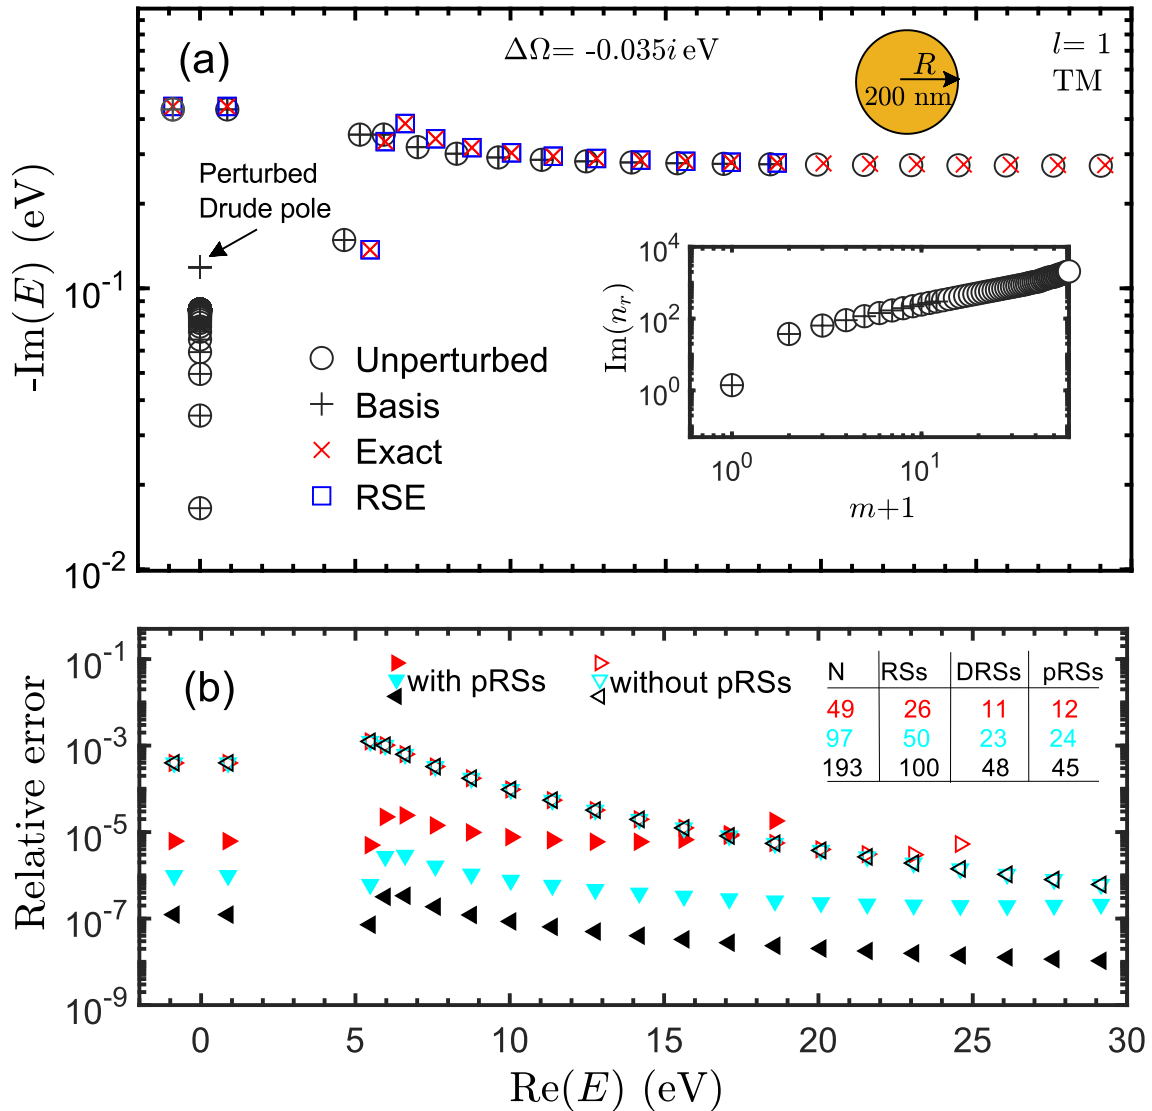 (a)
ΔΩ= -0.035i eV
l= 1
TM
R
200 nm
-Im(E) (eV)
10^-1
10^-2
Perturbed
Drude pole
Unperturbed
Basis
Exact
RSE
Im(n_r)
10^4
10^2
10^0
10^0 10^1
m+1
(b)
with pRSs
without pRSs
N RSs DRSs pRSs
49 26 11 12
97 50 23 24
193 100 48 45
Relative error
10^-1
10^-3
10^-5
10^-7
10^-9
0 5 10 15 20 25 30
Re(E) (eV)